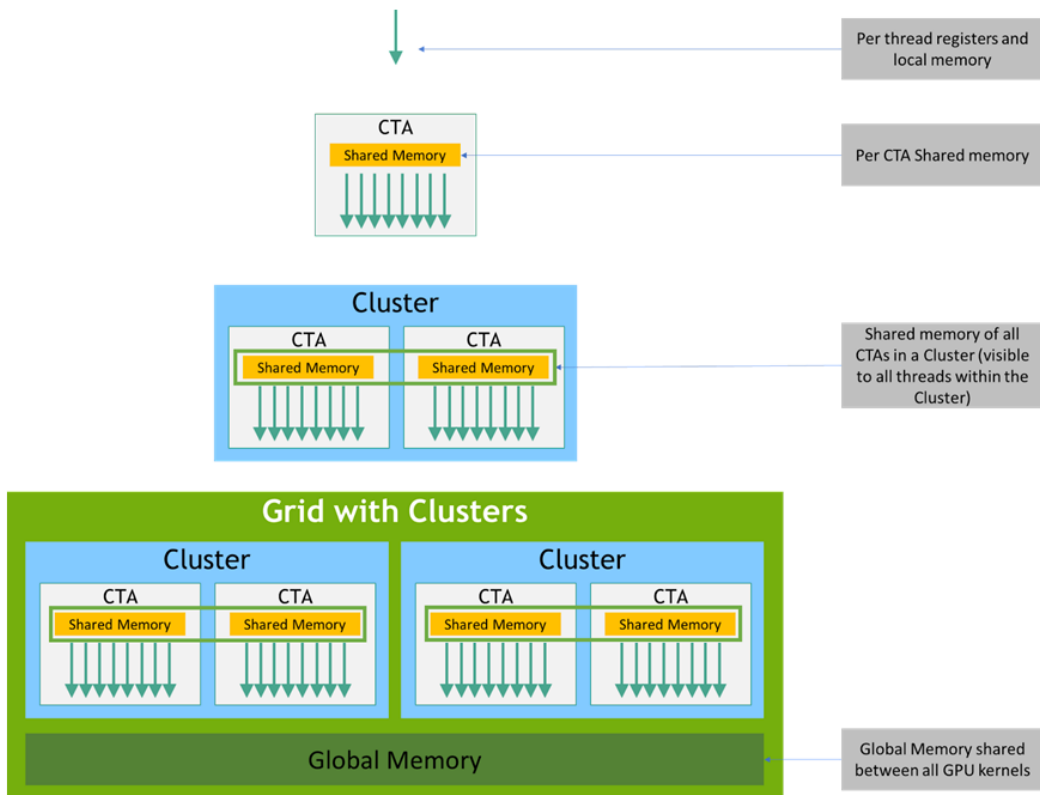 Per thread registers and
local memory
CTA
Shared Memory
Per CTA Shared memory
Cluster
CTA
CTA
Shared Memory
Shared Memory
Shared memory of all
CTAs in a Cluster (visible
to all threads within the
Cluster)
Grid with Clusters
Cluster
Cluster
CTA
CTA
CTA
CTA
Shared Memory
Shared Memory
Shared Memory
Shared Memory
Global Memory
Global Memory shared
between all GPU kernels